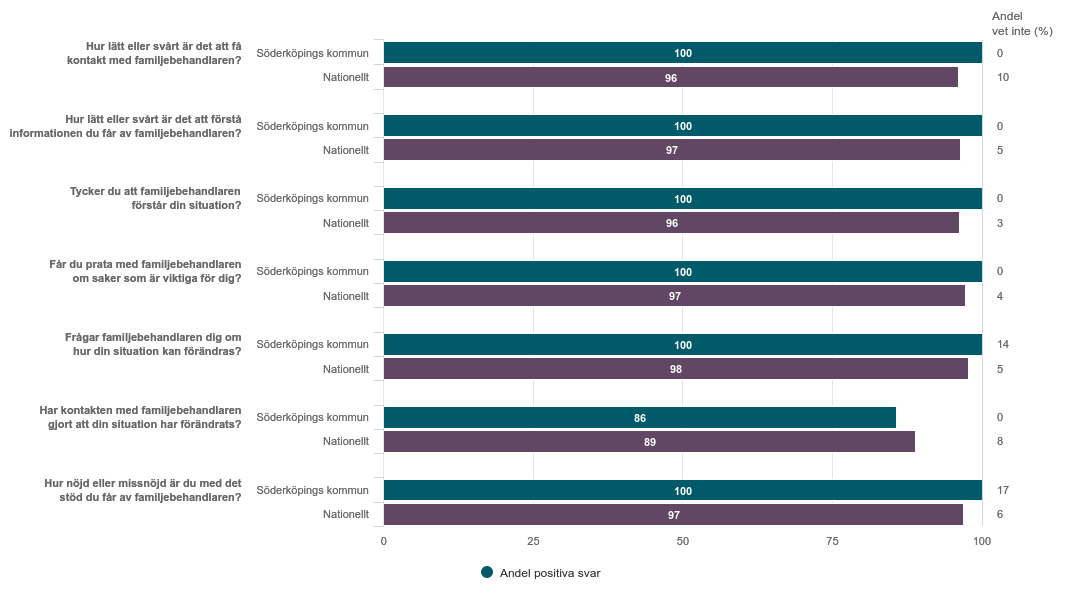 Andel
vet inte (%)
Hur lätt eller svårt är det att få
kontakt med familjebehandlaren?
Söderköpings kommun
100
0
Nationellt
96
10
Hur lätt eller svårt är det att förstå
informationen du får av familjebehandlaren?
Söderköpings kommun
100
0
Nationellt
97
5
Tycker du att familjebehandlaren
förstår din situation?
Söderköpings kommun
100
0
Nationellt
96
3
Får du prata med familjebehandlaren
om saker som är viktiga för dig?
Söderköpings kommun
100
0
Nationellt
97
4
Frågar familjebehandlaren dig om
hur din situation kan förändras?
Söderköpings kommun
100
14
Nationellt
98
5
Har kontakten med familjebehandlaren
gjort att din situation har förändrats?
Söderköpings kommun
86
0
Nationellt
89
8
Hur nöjd eller missnöjd är du med det
stöd du får av familjebehandlaren?
Söderköpings kommun
100
17
Nationellt
97
6
0 25 50 75 100
Andel positiva svar